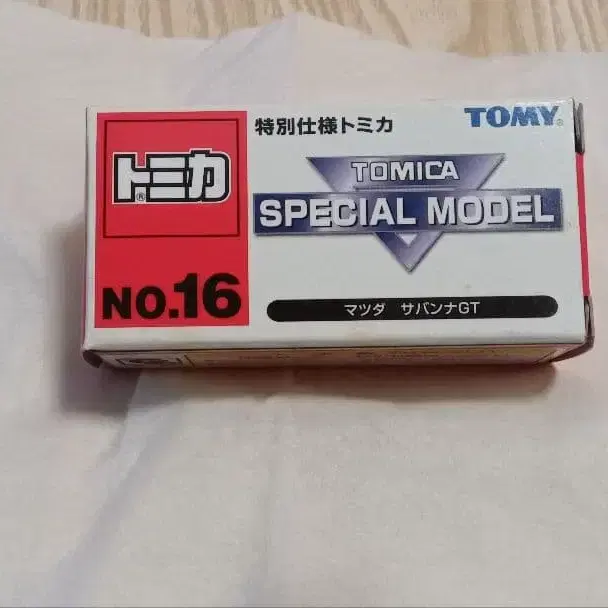 特別仕様トミカ
TOMY®
トミカ®
TOMICA
SPECIAL MODEL
NO.16
マツダ サバンナGT